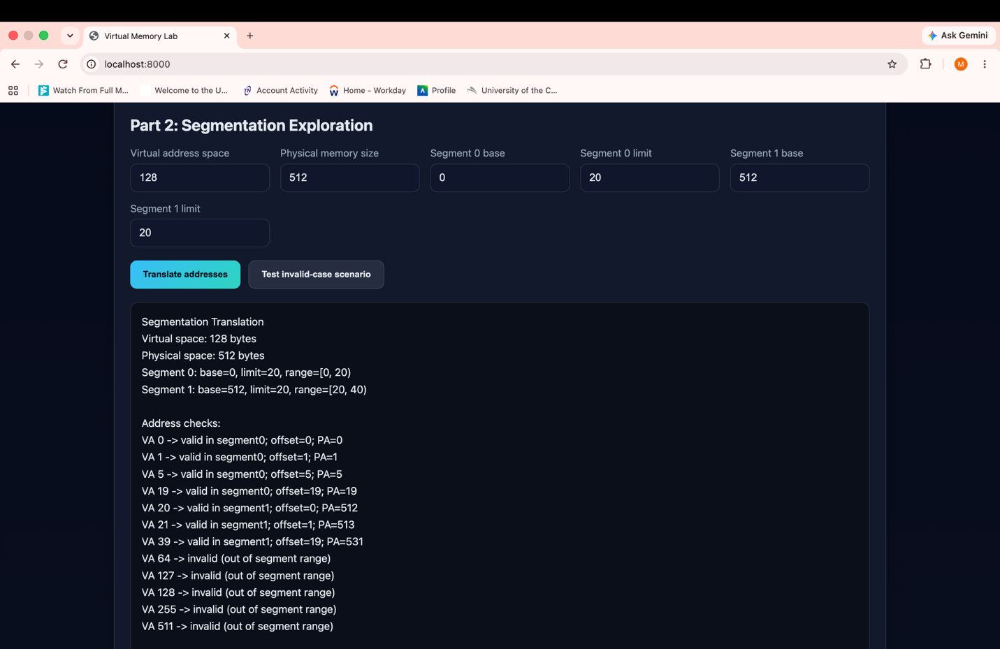 Virtual Memory Lab
Ask Gemini
localhost:8000
M
Watch From Full M...
Welcome to the U...
Account Activity
Home - Workday
Profile
University of the C...
Part 2: Segmentation Exploration
Virtual address space
Physical memory size
Segment 0 base
Segment 0 limit
Segment 1 base
128
512
0
20
512
Segment 1 limit
20
Translate addresses
Test invalid-case scenario
Segmentation Translation
Virtual space: 128 bytes
Physical space: 512 bytes
Segment 0: base=0, limit=20, range=[0, 20)
Segment 1: base=512, limit=20, range=[20, 40)
Address checks:
VA 0 -> valid in segment0; offset=0; PA=0
VA 1 -> valid in segment0; offset=1; PA=1
VA 5 -> valid in segment0; offset=5; PA=5
VA 19 -> valid in segment0; offset=19; PA=19
VA 20 -> valid in segment1; offset=0; PA=512
VA 21 -> valid in segment1; offset=1; PA=513
VA 39 -> valid in segment1; offset=19; PA=531
VA 64 -> invalid (out of segment range)
VA 127 -> invalid (out of segment range)
VA 128 -> invalid (out of segment range)
VA 255 -> invalid (out of segment range)
VA 511 -> invalid (out of segment range)